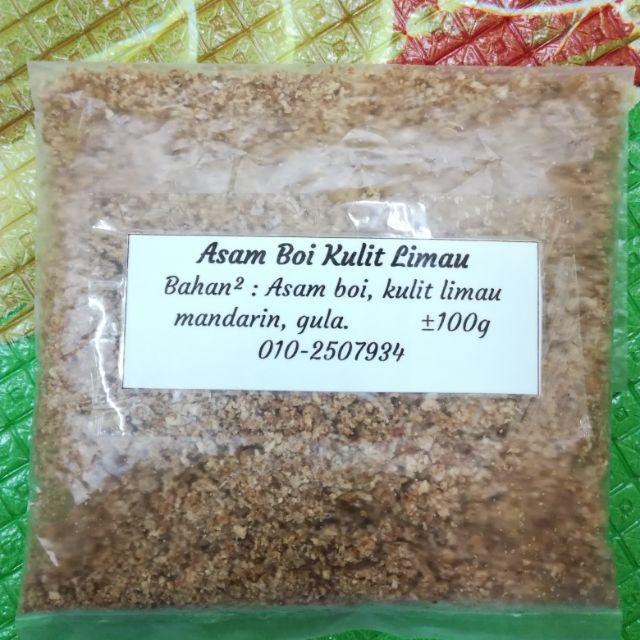 Asam Boi Kulit Limau
Bahan² : Asam boi, kulit limau
mandarin, gula. ±100g
010-2507934